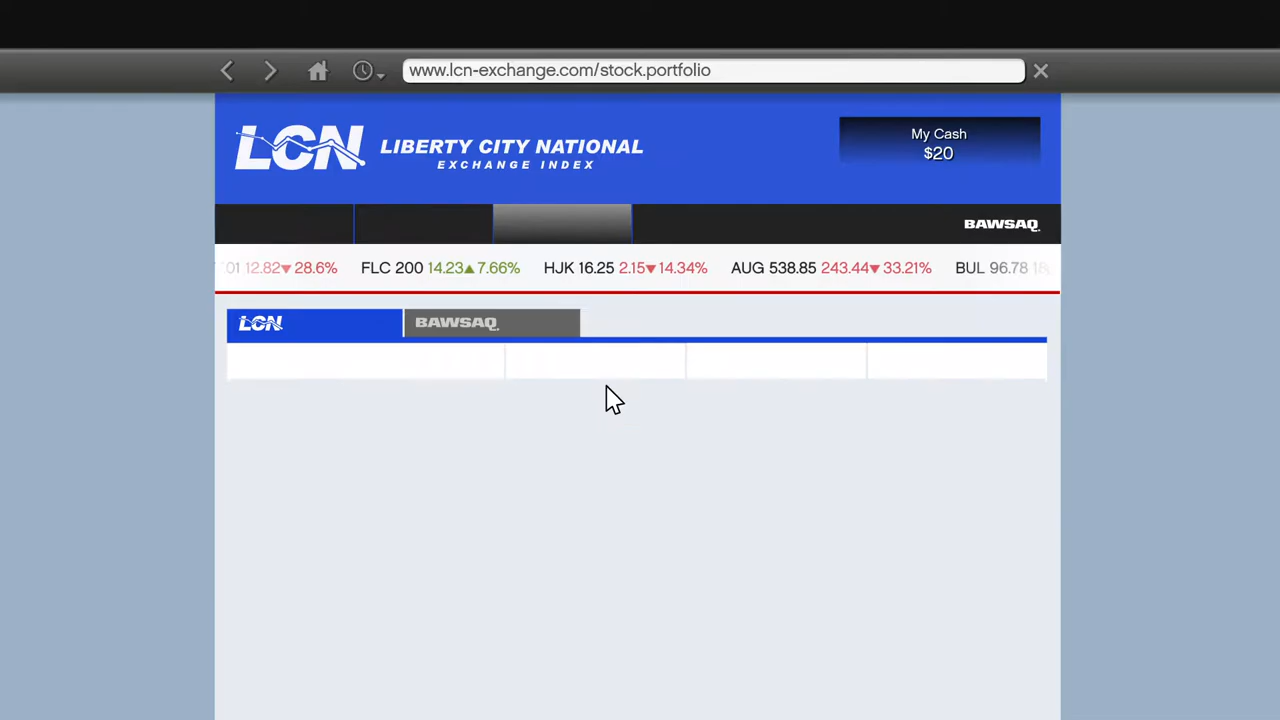 www.lcn-exchange.com/stock.portfolio
LCN LIBERTY CITY NATIONAL
EXCHANGE INDEX
My Cash
$20
BAWSAQ
01 12.82▼28.6% FLC 200 14.23▲7.66% HJK 16.25 2.15▼14.34% AUG 538.85 243.44▼33.21% BUL 96.78
LCN BAWSAQ